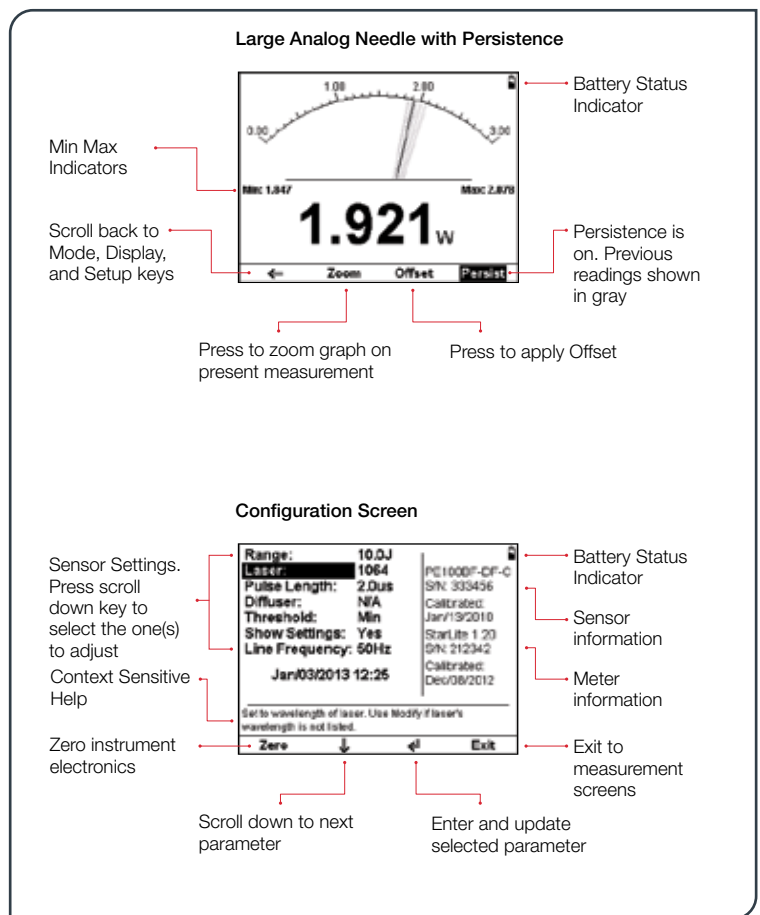 Large Analog Needle with Persistence
1.00
2.00
0.00
3.00
Battery Status
Indicator
Min Max
Indicators
Min: 1.847
Max: 2.078
1.921 W
Scroll back to
Mode, Display,
and Setup keys
Persistence is
on. Previous
readings shown
in gray
Zoom
Offset
Persist
Press to zoom graph on
present measurement
Press to apply Offset
Configuration Screen
Sensor Settings.
Press scroll
down key to
select the one(s)
to adjust
Context Sensitive
Help
Zero instrument
electronics
Range: 10.0J
Laser: 1064
Pulse Length: 2.0us
Diffuser: N/A
Threshold: Min
Show Settings: Yes
Line Frequency: 50Hz
Jan/03/2013 12:25
PE100BF-DF-C
S/N: 333456
Calibrated:
Jan/13/2010
StarLite 1.20
S/N: 212342
Calibrated:
Dec/08/2012
Set to wavelength of laser. Use Modify if laser's
wavelength is not listed.
Zero
Exit
Battery Status
Indicator
Sensor
information
Meter
information
Exit to
measurement
screens
Scroll down to next
parameter
Enter and update
selected parameter